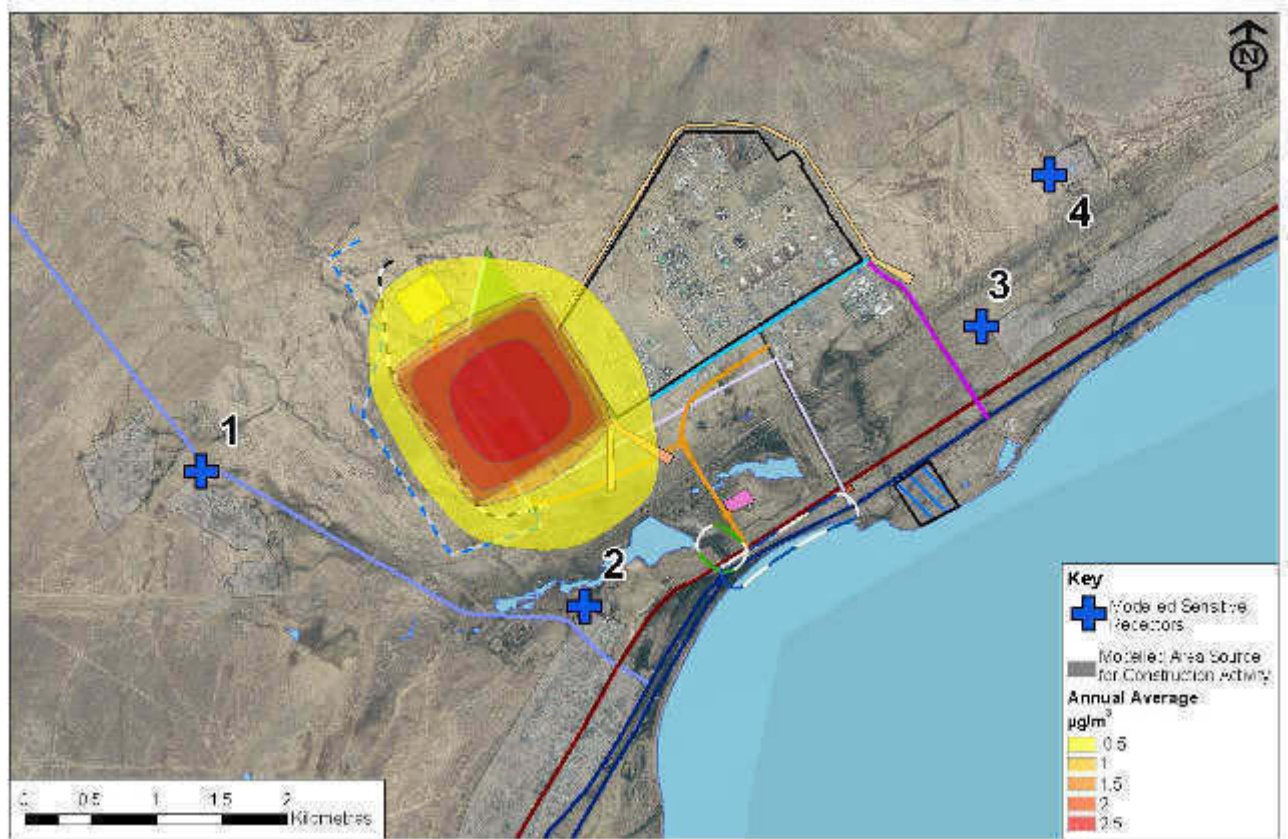 N
4
3
1
2
Key
Modelled Sensitive
Receptors
Modelled Area Source
for Construction Activity
Annual Average
µg/m³
0.5
1
1.5
2
2.5
0 0.5 1 1.5 2
Kilometres